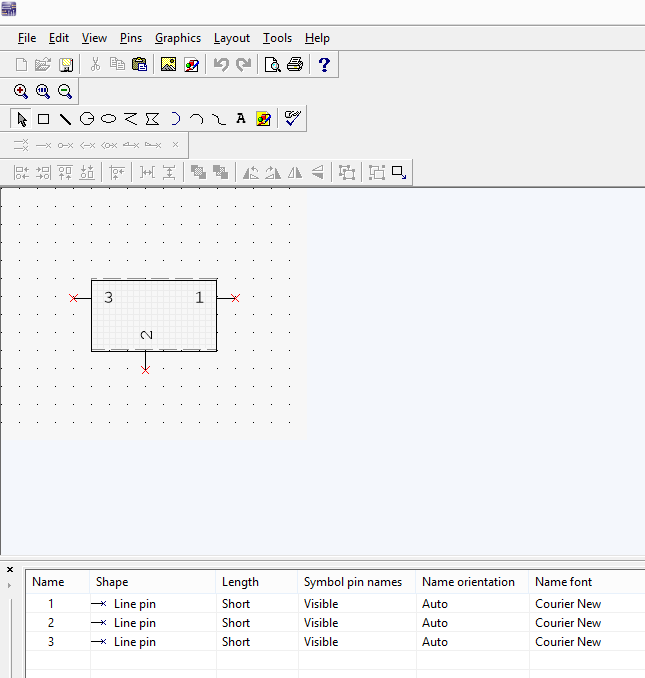 File Edit View Pins Graphics Layout Tools Help
A
3 1
2
Name Shape Length Symbol pin names Name orientation Name font
1 Line pin Short Visible Auto Courier New
2 Line pin Short Visible Auto Courier New
3 Line pin Short Visible Auto Courier New